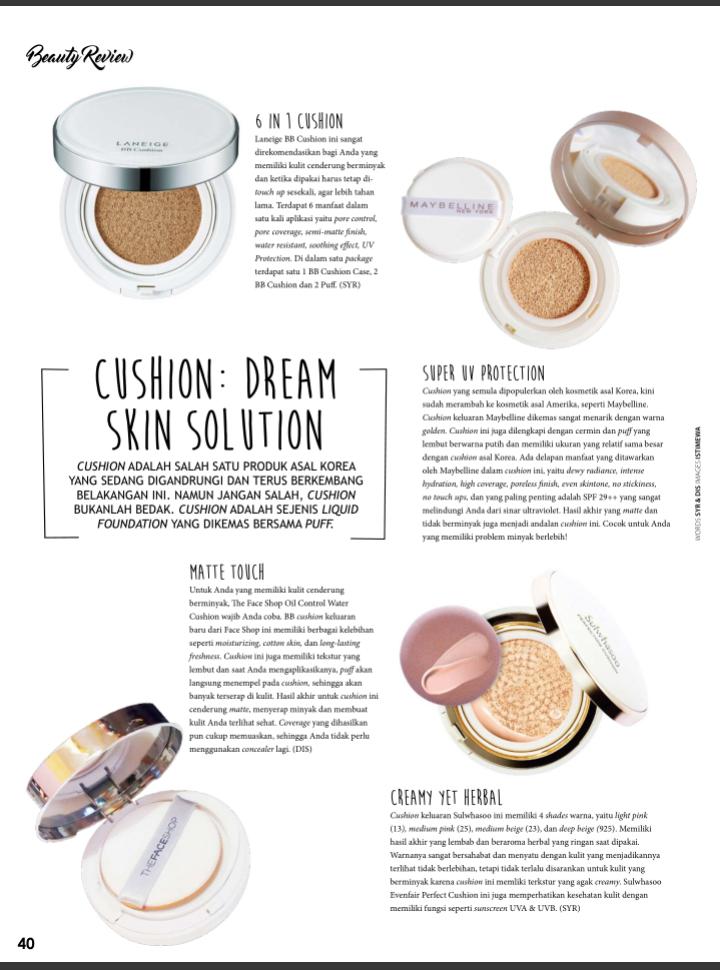 Beauty Review
LANEIGE
BB Cushion
6 IN 1 CUSHION
Laneige BB Cushion ini sangat
direkomendasikan bagi Anda yang
memiliki kulit cenderung berminyak
dan ketika dipakai harus tetap di-
touch up sesekali, agar lebih tahan
lama. Terdapat 6 manfaat dalam
satu kali aplikasi yaitu pore control,
pore coverage, semi-matte finish,
water resistant, soothing effect, UV
Protection. Di dalam satu package
terdapat satu 1 BB Cushion Case, 2
BB Cushion dan 2 Puff. (SYR)
MAYBELLINE
NEW YORK
CUSHION: DREAM
SKIN SOLUTION
CUSHION ADALAH SALAH SATU PRODUK ASAL KOREA
YANG SEDANG DIGANDRUNGI DAN TERUS BERKEMBANG
BELAKANGAN INI. NAMUN JANGAN SALAH, CUSHION
BUKANLAH BEDAK. CUSHION ADALAH SEJENIS LIQUID
FOUNDATION YANG DIKEMAS BERSAMA PUFF.
SUPER UV PROTECTION
Cushion yang semula dipopulerkan oleh kosmetik asal Korea, kini
sudah merambah ke kosmetik asal Amerika, seperti Maybelline.
Cushion keluaran Maybelline dikemas sangat menarik dengan warna
golden. Cushion ini juga dilengkapi dengan cermin dan puff yang
lembut berwarna putih dan memiliki ukuran yang relatif sama besar
dengan cushion asal Korea. Ada delapan manfaat yang ditawarkan
oleh Maybelline dalam cushion ini, yaitu dewy radiance, intense
hydration, high coverage, poreless finish, even skintone, no stickiness,
no touch ups, dan yang paling penting adalah SPF 29++ yang sangat
melindungi Anda dari sinar ultraviolet. Hasil akhir yang matte dan
tidak berminyak juga menjadi andalan cushion ini. Cocok untuk Anda
yang memiliki problem minyak berlebih!
WORDS SYR & DIS IMAGES ISTIMEWA
MATTE TOUCH
Untuk Anda yang memiliki kulit cenderung
berminyak, The Face Shop Oil Control Water
Cushion wajib Anda coba. BB cushion keluaran
baru dari Face Shop ini memiliki berbagai kelebihan
seperti moisturizing, cotton skin, dan long-lasting
freshness. Cushion ini juga memiliki tekstur yang
lembut dan saat Anda mengaplikasikanya, puff akan
langsung menempel pada cushion, sehingga akan
banyak terserap di kulit. Hasil akhir untuk cushion ini
cenderung matte, menyerap minyak dan membuat
kulit Anda terlihat sehat. Coverage yang dihasilkan
pun cukup memuaskan, sehingga Anda tidak perlu
menggunakan concealer lagi. (DIS)
THEFACESHOP
Sulwhasoo
CREAMY YET HERBAL
Cushion keluaran Sulwhasoo ini memiliki 4 shades warna, yaitu light pink
(13), medium pink (25), medium beige (23), dan deep beige (925). Memiliki
hasil akhir yang lembab dan beraroma herbal yang ringan saat dipakai.
Warnanya sangat bersahabat dan menyatu dengan kulit yang menjadikannya
terlihat tidak berlebihan, tetapi tidak terlalu disarankan untuk kulit yang
berminyak karena cushion ini memliki terkstur yang agak creamy. Sulwhasoo
Evenfair Perfect Cushion ini juga memperhatikan kesehatan kulit dengan
memiliki fungsi seperti sunscreen UVA & UVB. (SYR)
40